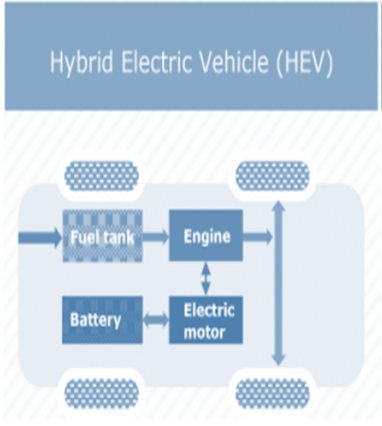 Hybrid Electric Vehicle (HEV)
Fuel tank
Engine
Battery
Electric
motor